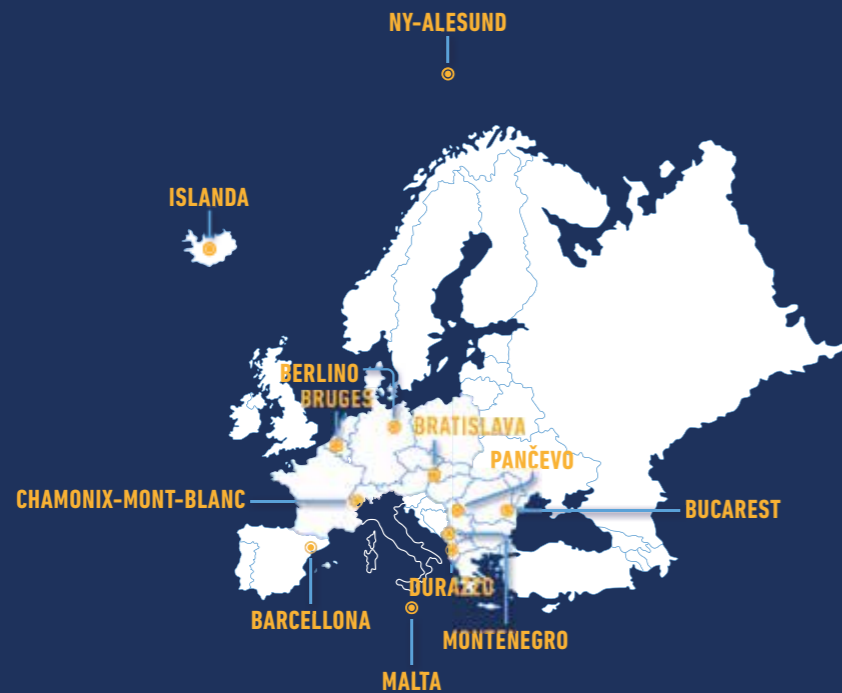 NY-ALESUND
ISLANDA
BERLINO
BRUGES
BRATISLAVA
PANČEVO
CHAMONIX-MONT-BLANC
BUCAREST
DURAZZO
BARCELLONA
MONTENEGRO
MALTA